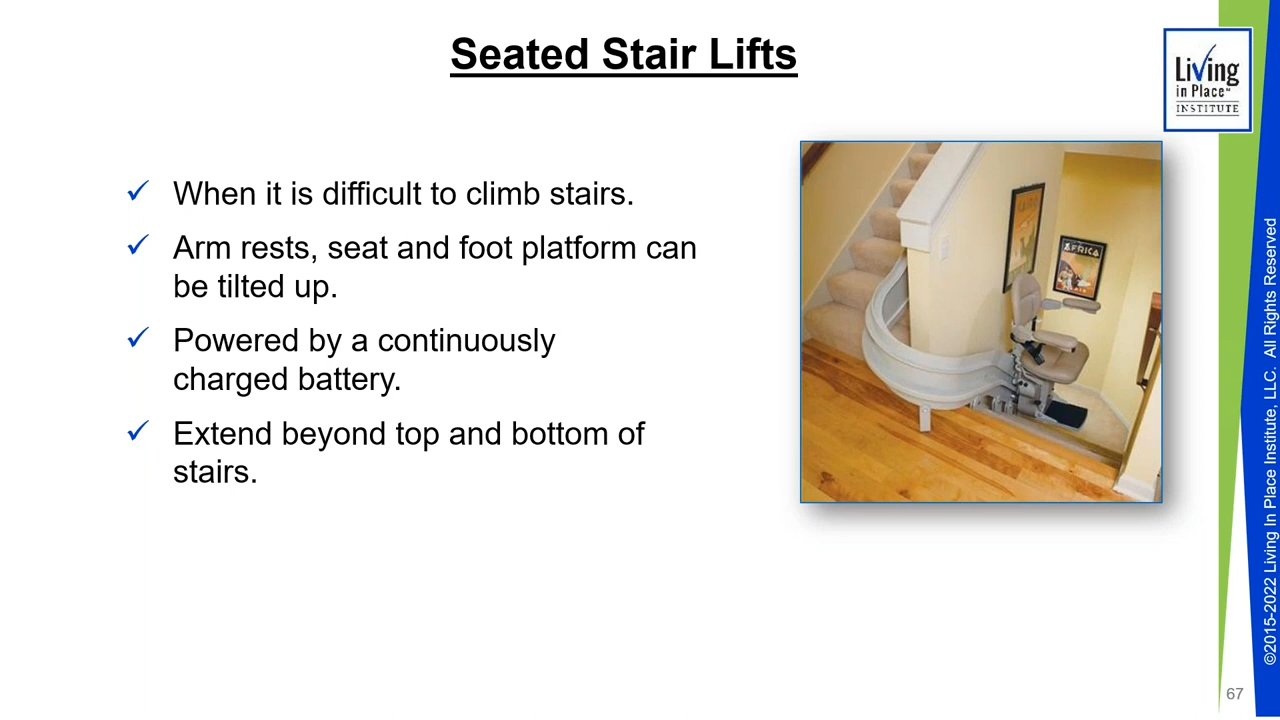 Seated Stair Lifts
Living
in Place
INSTITUTE
When it is difficult to climb stairs.
Arm rests, seat and foot platform can
be tilted up.
Powered by a continuously
charged battery.
Extend beyond top and bottom of
stairs.
AFRICA
©2015-2022 Living In Place Institute, LLC. All Rights Reserved
67